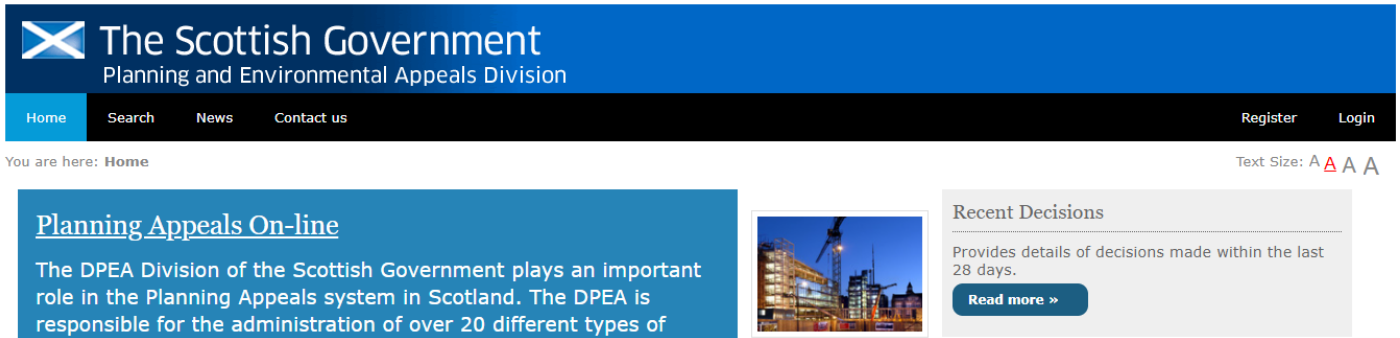 The Scottish Government
Planning and Environmental Appeals Division
Home Search News Contact us Register Login
You are here: Home Text Size: A A A A
Planning Appeals On-line
The DPEA Division of the Scottish Government plays an important
role in the Planning Appeals system in Scotland. The DPEA is
responsible for the administration of over 20 different types of
Recent Decisions
Provides details of decisions made within the last
28 days.
Read more »